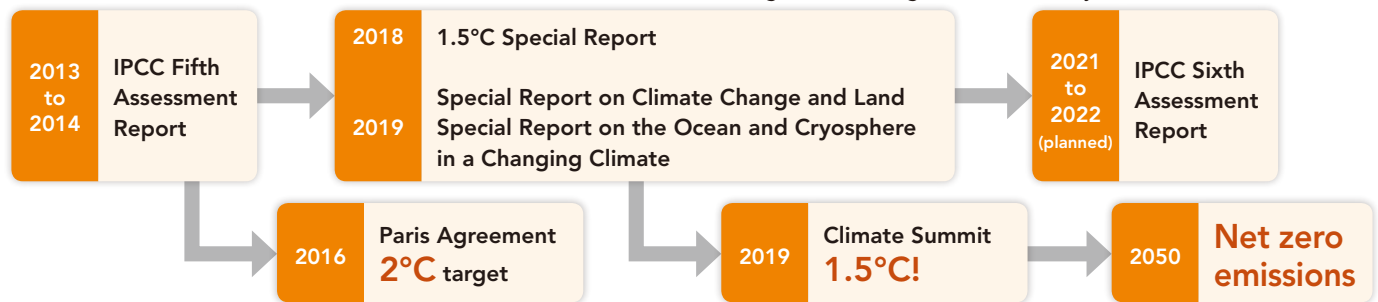 2013
to
2014
IPCC Fifth
Assessment
Report
2018
1.5°C Special Report
2019
Special Report on Climate Change and Land
Special Report on the Ocean and Cryosphere
in a Changing Climate
2021
to
2022
(planned)
IPCC Sixth
Assessment
Report
2016
Paris Agreement
2°C target
2019
Climate Summit
1.5°C!
2050
Net zero
emissions